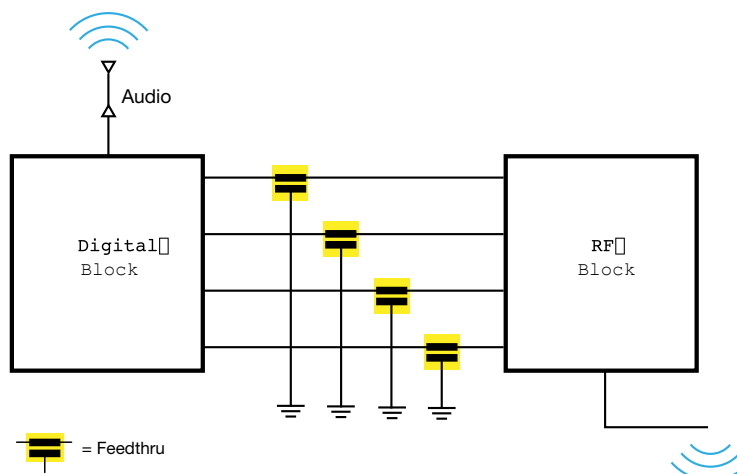 Audio
Digital
Block
RF
Block
= Feedthru